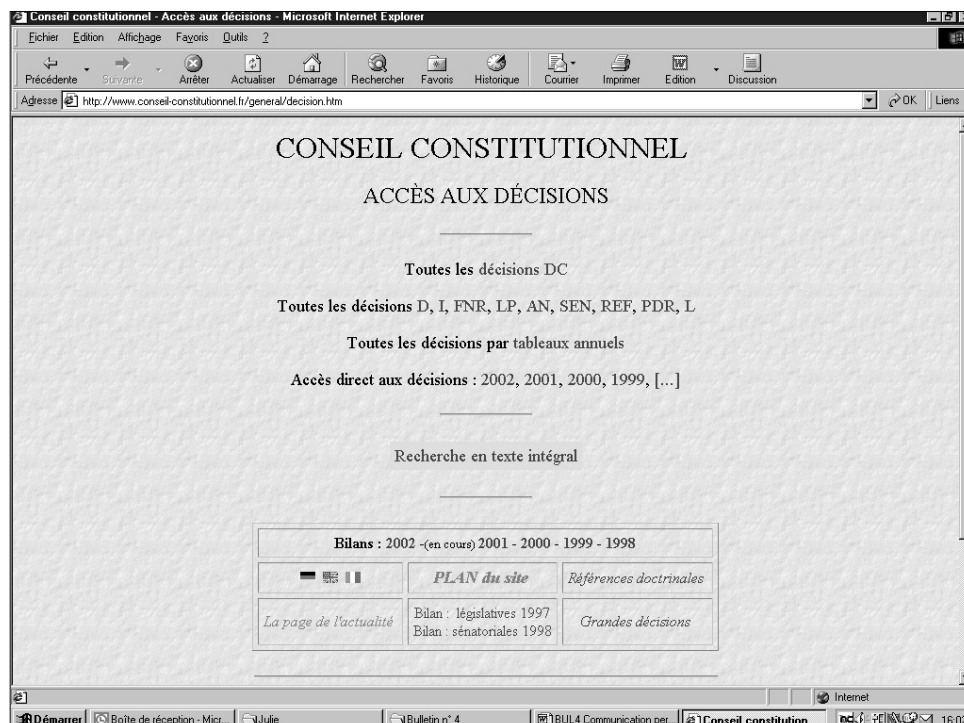 Conseil constitutionnel - Accès aux décisions - Microsoft Internet Explorer
Fichier Edition Affichage Favoris Outils ?
Précédente Suivante Arrêter Actualiser Démarrage Rechercher Favoris Historique Courrier Imprimer Edition Discussion
Adresse http://www.conseil-constitutionnel.fr/general/decision.htm OK Liens
CONSEIL CONSTITUTIONNEL
ACCÈS AUX DÉCISIONS
Toutes les décisions DC
Toutes les décisions D, I, FNR, LP, AN, SEN, REF, PDR, L
Toutes les décisions par tableaux annuels
Accès direct aux décisions : 2002, 2001, 2000, 1999, [...]
Recherche en texte intégral
Bilans : 2002 -(en cours) 2001 - 2000 - 1999 - 1998
PLAN du site Références doctrinales
La page de l'actualité Bilan : législatives 1997 Grandes décisions
Bilan : sénatoriales 1998
Internet
Démarrer Boîte de réception - Micr... Julie Bulletin n° 4 BUL4 Communication per... Conseil constitution...